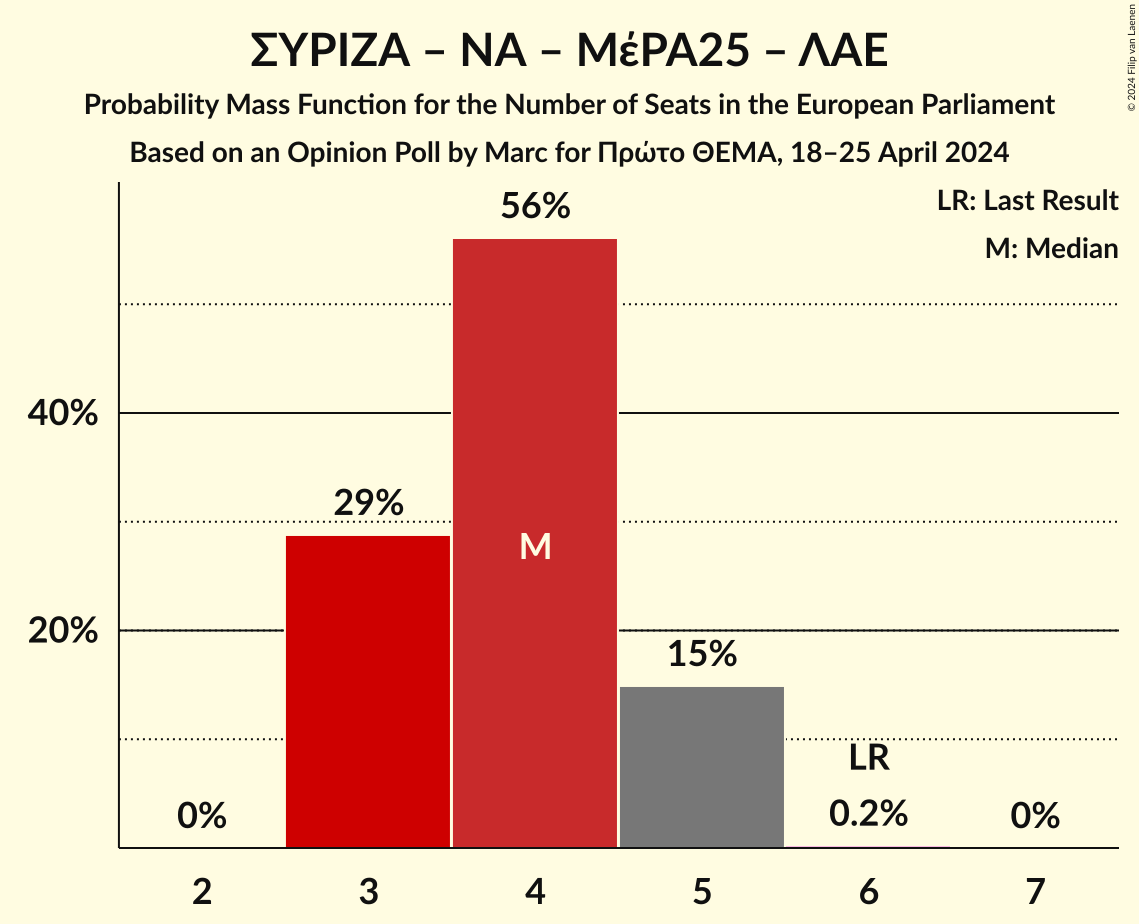 ΣΥΡΙΖΑ – ΝΑ – ΜέΡΑ25 – ΛΑΕ
Probability Mass Function for the Number of Seats in the European Parliament
Based on an Opinion Poll by Marc for Πρώτο ΘΕΜΑ, 18–25 April 2024
© 2024 Filip van Laenen
LR: Last Result
M: Median
56%
40%
29%
M
20%
15%
LR
0%
0.2%
0%
2 3 4 5 6 7